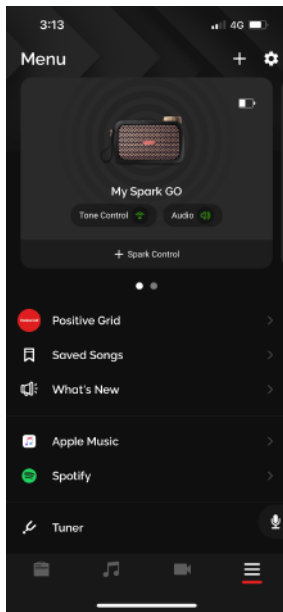 3:13 4G
Menu
My Spark GO
Tone Control Audio
+ Spark Control
Positive Grid
Saved Songs
What's New
Apple Music
Spotify
Tuner